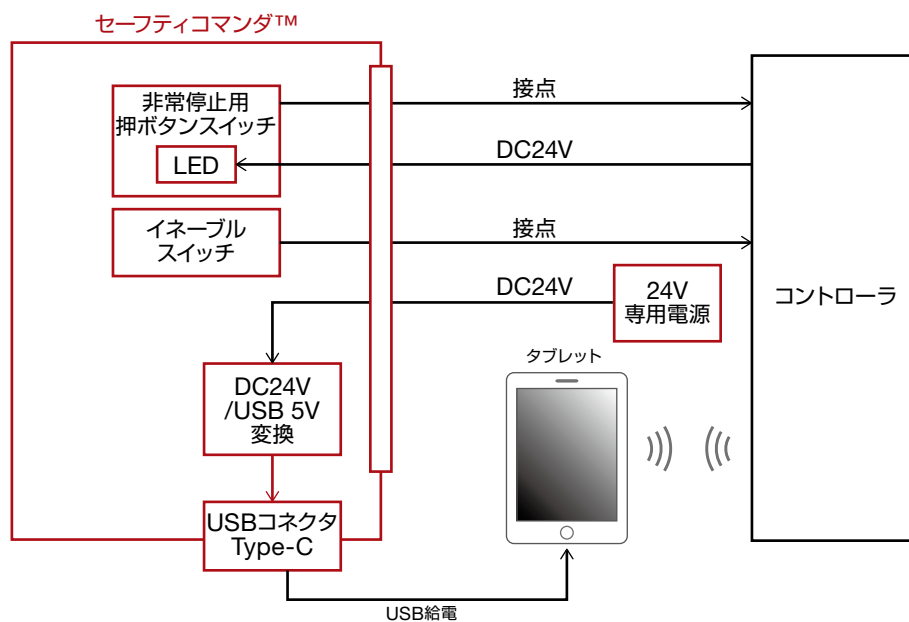 セーフティコマンダ™
非常停止用
押ボタンスイッチ
LED
接点
DC24V
イネーブル
スイッチ
接点
DC24V
24V
専用電源
コントローラ
タブレット
DC24V
/USB 5V
変換
USBコネクタ
Type-C
USB給電